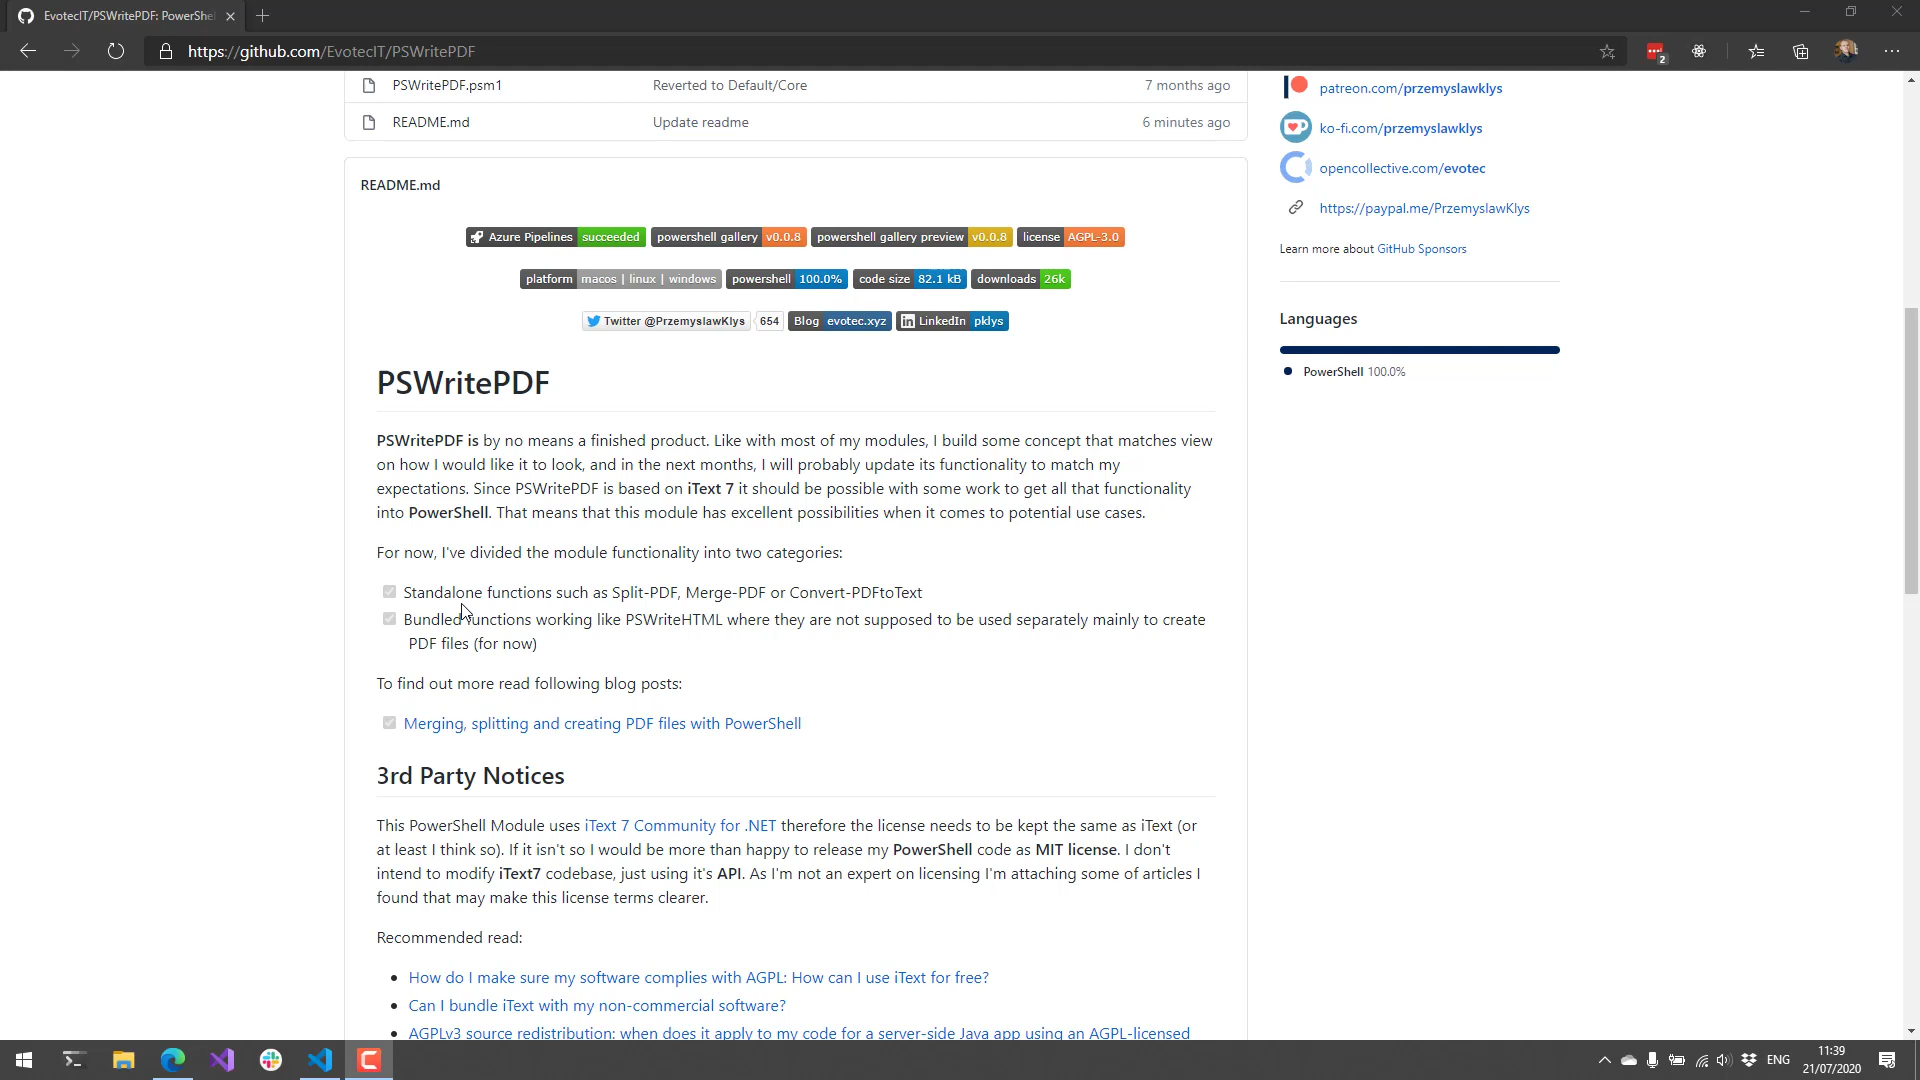 EvotecIT/PSWritePDF: PowerShe
https://github.com/EvotecIT/PSWritePDF
2
PSWritePDF.psm1 Reverted to Default/Core 7 months ago
README.md Update readme 6 minutes ago
patreon.com/przemyslawklys
ko-fi.com/przemyslawklys
opencollective.com/evotec
https://paypal.me/PrzemyslawKlys
Learn more about GitHub Sponsors
Languages
PowerShell 100.0%
README.md
Azure Pipelines succeeded powershell gallery v0.0.8 powershell gallery preview v0.0.8 license AGPL-3.0
platform macos | linux | windows powershell 100.0% code size 82.1 kB downloads 26k
Twitter @PrzemyslawKlys 654 Blog evotec.xyz LinkedIn pklys
PSWritePDF
PSWritePDF is by no means a finished product. Like with most of my modules, I build some concept that matches view
on how I would like it to look, and in the next months, I will probably update its functionality to match my
expectations. Since PSWritePDF is based on iText 7 it should be possible with some work to get all that functionality
into PowerShell. That means that this module has excellent possibilities when it comes to potential use cases.
For now, I've divided the module functionality into two categories:
Standalone functions such as Split-PDF, Merge-PDF or Convert-PDFtoText
Bundled functions working like PSWriteHTML where they are not supposed to be used separately mainly to create
PDF files (for now)
To find out more read following blog posts:
Merging, splitting and creating PDF files with PowerShell
3rd Party Notices
This PowerShell Module uses iText 7 Community for .NET therefore the license needs to be kept the same as iText (or
at least I think so). If it isn't so I would be more than happy to release my PowerShell code as MIT license. I don't
intend to modify iText7 codebase, just using it's API. As I'm not an expert on licensing I'm attaching some of articles I
found that may make this license terms clearer.
Recommended read:
How do I make sure my software complies with AGPL: How can I use iText for free?
Can I bundle iText with my non-commercial software?
AGPLv3 source redistribution: when does it apply to my code for a server-side Java app using an AGPL-licensed
ENG
11:39
21/07/2020